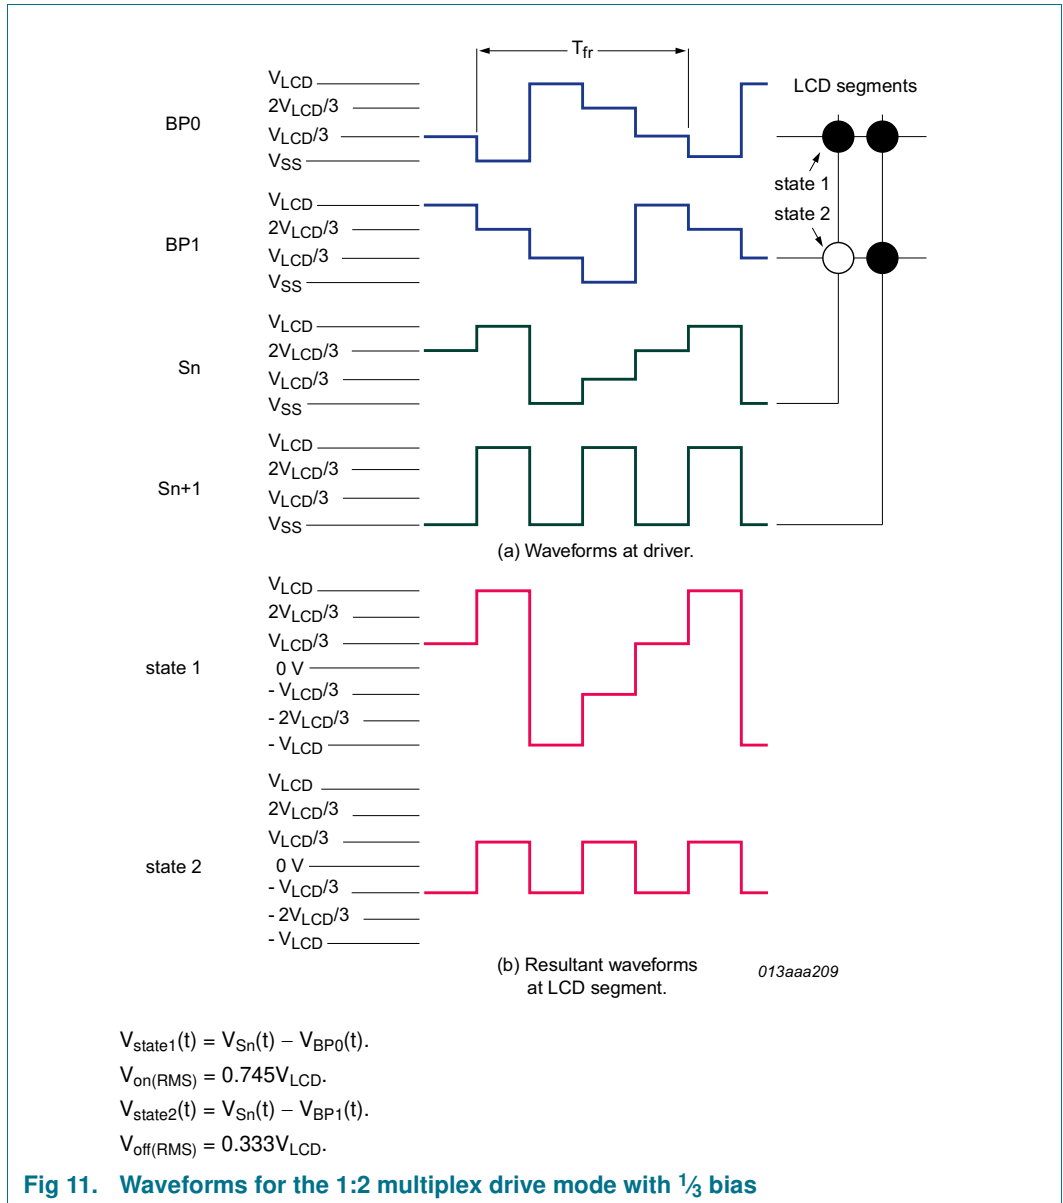 T_fr
V_LCD
2V_LCD/3
BP0
V_LCD/3
V_SS
LCD segments
state 1
state 2
V_LCD
2V_LCD/3
BP1
V_LCD/3
V_SS
V_LCD
2V_LCD/3
Sn
V_LCD/3
V_SS
V_LCD
2V_LCD/3
Sn+1
V_LCD/3
V_SS
(a) Waveforms at driver.
V_LCD
2V_LCD/3
V_LCD/3
state 1
0 V
- V_LCD/3
- 2V_LCD/3
- V_LCD
V_LCD
2V_LCD/3
V_LCD/3
state 2
0 V
- V_LCD/3
- 2V_LCD/3
- V_LCD
(b) Resultant waveforms
at LCD segment.
013aaa209
V_state1(t) = V_Sn(t) − V_BP0(t).
V_on(RMS) = 0.745V_LCD.
V_state2(t) = V_Sn(t) − V_BP1(t).
V_off(RMS) = 0.333V_LCD.
Fig 11. Waveforms for the 1:2 multiplex drive mode with 1⁄3 bias